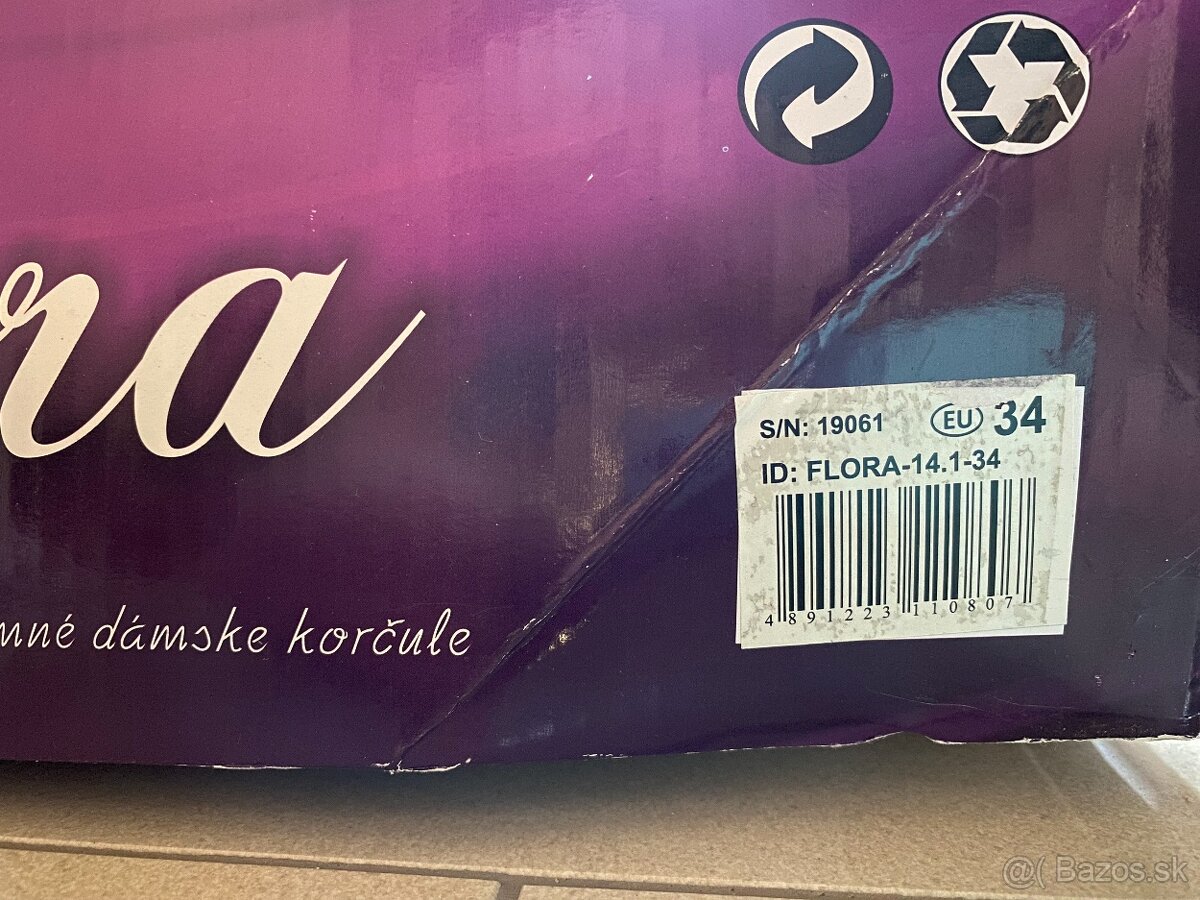 ra
S/N: 19061 EU 34
ID: FLORA-14.1-34
4 891223 110807
mné dámske korčule
@( Bazos.sk